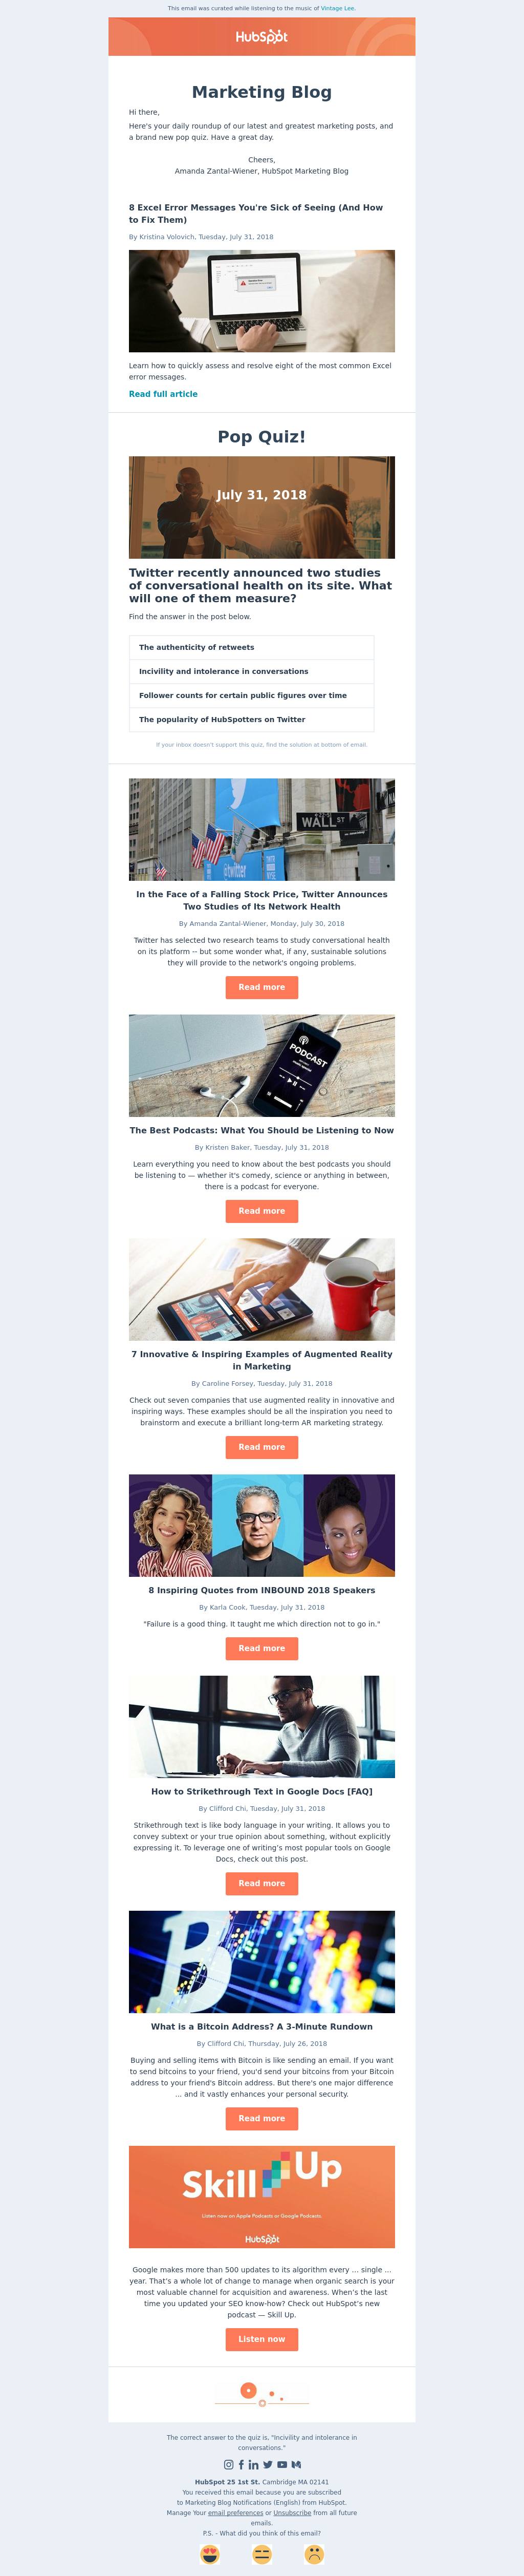 This email was curated while listening to the music of Vintage Lee.
HubSpot
Marketing Blog
Hi there,
Here's your daily roundup of our latest and greatest marketing posts, and
a brand new pop quiz. Have a great day.
Cheers,
Amanda Zantal-Wiener, HubSpot Marketing Blog
8 Excel Error Messages You're Sick of Seeing (And How
to Fix Them)
By Kristina Volovich, Tuesday, July 31, 2018
Learn how to quickly assess and resolve eight of the most common Excel
error messages.
Read full article
Pop Quiz!
July 31, 2018
Twitter recently announced two studies
of conversational health on its site. What
will one of them measure?
Find the answer in the post below.
The authenticity of retweets
Incivility and intolerance in conversations
Follower counts for certain public figures over time
The popularity of HubSpotters on Twitter
If your inbox doesn't support this quiz, find the solution at bottom of email.
WALL ST
twitter
In the Face of a Falling Stock Price, Twitter Announces
Two Studies of Its Network Health
By Amanda Zantal-Wiener, Monday, July 30, 2018
Twitter has selected two research teams to study conversational health
on its platform -- but some wonder what, if any, sustainable solutions
they will provide to the network's ongoing problems.
Read more
PODCAST
The Best Podcasts: What You Should be Listening to Now
By Kristen Baker, Tuesday, July 31, 2018
Learn everything you need to know about the best podcasts you should
be listening to — whether it's comedy, science or anything in between,
there is a podcast for everyone.
Read more
7 Innovative & Inspiring Examples of Augmented Reality
in Marketing
By Caroline Forsey, Tuesday, July 31, 2018
Check out seven companies that use augmented reality in innovative and
inspiring ways. These examples should be all the inspiration you need to
brainstorm and execute a brilliant long-term AR marketing strategy.
Read more
8 Inspiring Quotes from INBOUND 2018 Speakers
By Karla Cook, Tuesday, July 31, 2018
"Failure is a good thing. It taught me which direction not to go in."
Read more
How to Strikethrough Text in Google Docs [FAQ]
By Clifford Chi, Tuesday, July 31, 2018
Strikethrough text is like body language in your writing. It allows you to
convey subtext or your true opinion about something, without explicitly
expressing it. To leverage one of writing's most popular tools on Google
Docs, check out this post.
Read more
What is a Bitcoin Address? A 3-Minute Rundown
By Clifford Chi, Thursday, July 26, 2018
Buying and selling items with Bitcoin is like sending an email. If you want
to send bitcoins to your friend, you'd send your bitcoins from your Bitcoin
address to your friend's Bitcoin address. But there's one major difference
... and it vastly enhances your personal security.
Read more
Skill Up
Listen now on Apple Podcasts or Google Podcasts
HubSpot
Google makes more than 500 updates to its algorithm every … single …
year. That's a whole lot of change to manage when organic search is your
most valuable channel for acquisition and awareness. When's the last
time you updated your SEO know-how? Check out HubSpot's new
podcast — Skill Up.
Listen now
The correct answer to the quiz is, "Incivility and intolerance in
conversations."
HubSpot 25 1st St. Cambridge MA 02141
You received this email because you are subscribed
to Marketing Blog Notifications (English) from HubSpot.
Manage Your email preferences or Unsubscribe from all future
emails.
P.S. - What did you think of this email?